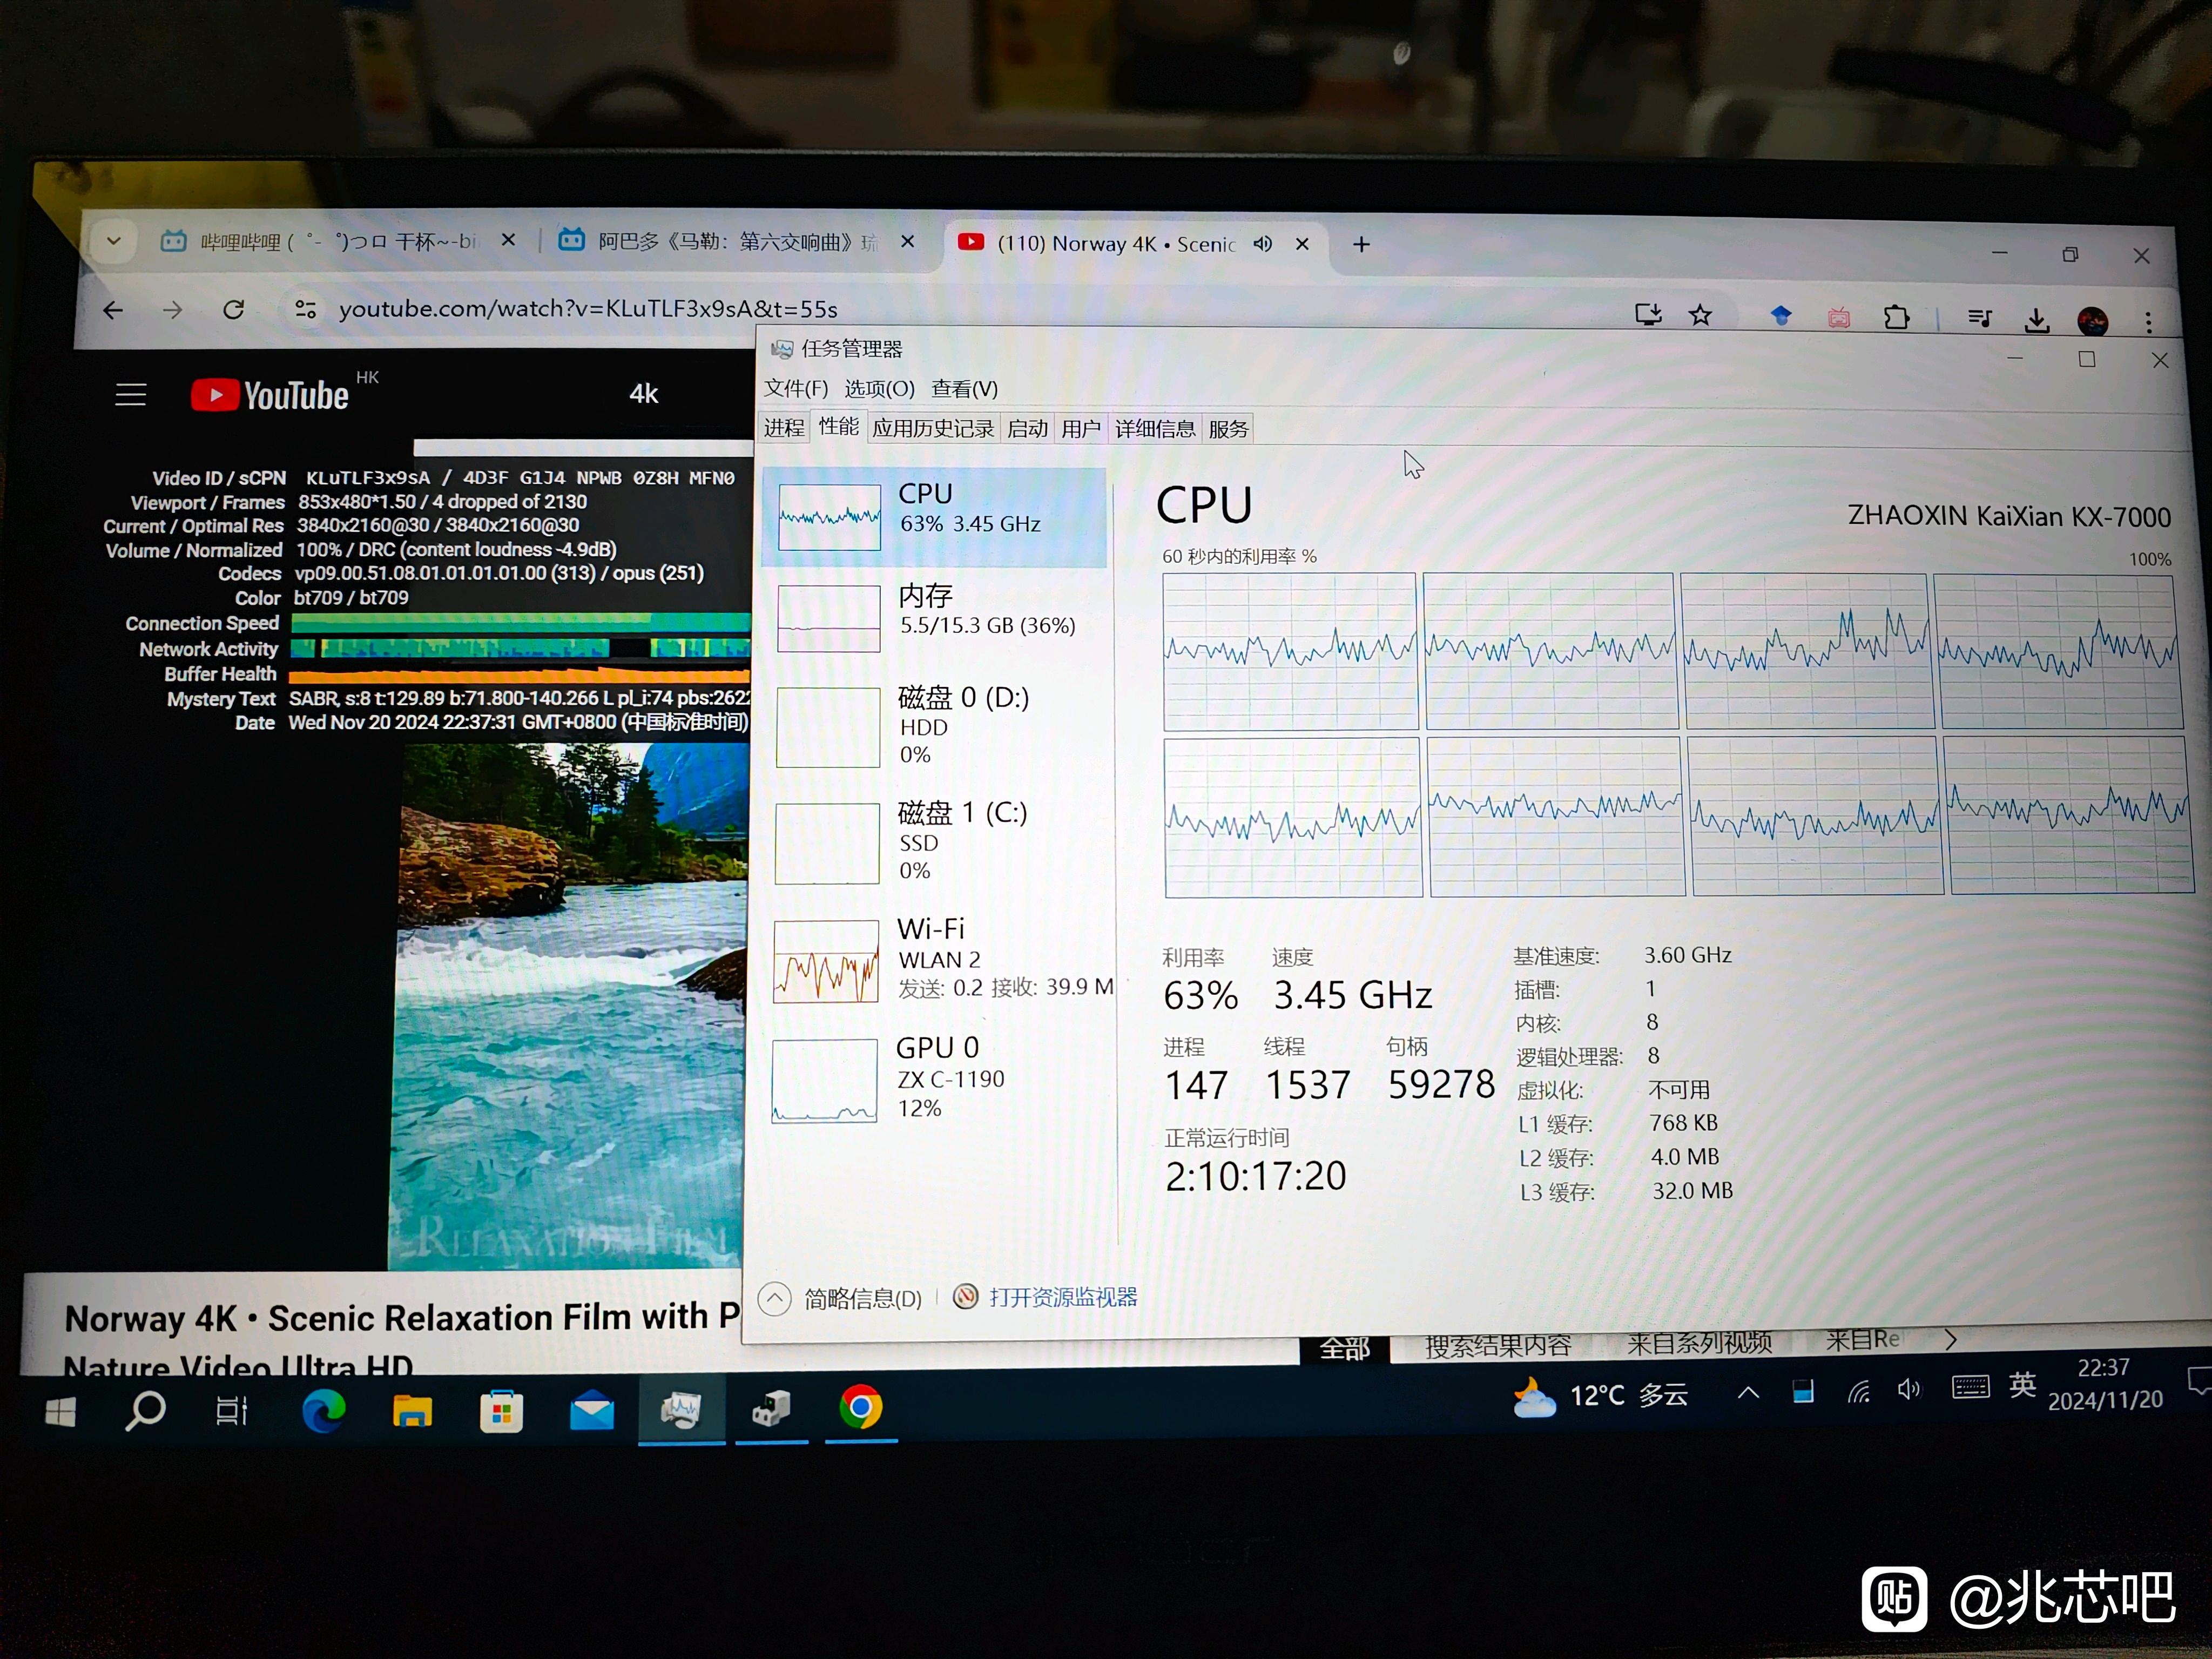 哔哩哔哩 (゜-゜)つロ 干杯~-bi
阿巴多《马勒：第六交响曲》琉
(110) Norway 4K • Scenic
youtube.com/watch?v=KLuTLF3x9sA&t=55s
YouTube HK
4k
Video ID / sCPN KLuTLF3x9sA / 4D3F G1J4 NPWB 0Z8H MFN0
Viewport / Frames 853x480*1.50 / 4 dropped of 2130
Current / Optimal Res 3840x2160@30 / 3840x2160@30
Volume / Normalized 100% / DRC (content loudness -4.9dB)
Codecs vp09.00.51.08.01.01.01.01.00 (313) / opus (251)
Color bt709 / bt709
Connection Speed
Network Activity
Buffer Health
Mystery Text SABR, s:8 t:129.89 b:71.800-140.266 L pl_i:74 pbs:2622
Date Wed Nov 20 2024 22:37:31 GMT+0800 (中国标准时间)
RELAXATION FILM
Norway 4K • Scenic Relaxation Film with P
Nature Video Ultra HD
任务管理器
文件(F) 选项(O) 查看(V)
进程 性能 应用历史记录 启动 用户 详细信息 服务
CPU
63% 3.45 GHz
内存
5.5/15.3 GB (36%)
磁盘 0 (D:)
HDD
0%
磁盘 1 (C:)
SSD
0%
Wi-Fi
WLAN 2
发送: 0.2 接收: 39.9 M
GPU 0
ZX C-1190
12%
CPU
ZHAOXIN KaiXian KX-7000
60 秒内的利用率 %
100%
利用率 速度
63% 3.45 GHz
进程 线程 句柄
147 1537 59278
正常运行时间
2:10:17:20
基准速度: 3.60 GHz
插槽: 1
内核: 8
逻辑处理器: 8
虚拟化: 不可用
L1 缓存: 768 KB
L2 缓存: 4.0 MB
L3 缓存: 32.0 MB
简略信息(D) 打开资源监视器
全部 搜索结果内容 来自系列视频 来自Re
12°C 多云
英
22:37
2024/11/20
贴 @兆芯吧